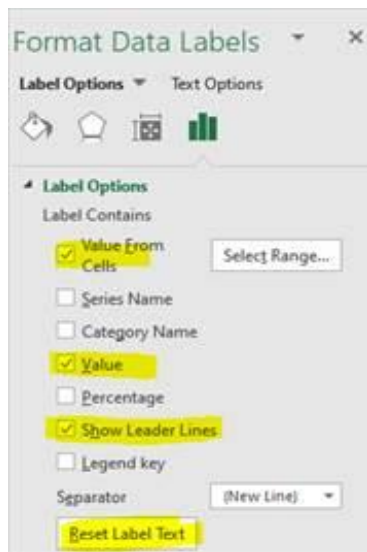 Format Data Labels
Label Options Text Options
Label Options
Label Contains
Value From
Cells
Select Range...
Series Name
Category Name
Value
Percentage
Show Leader Lines
Legend key
Separator (New Line)
Reset Label Text